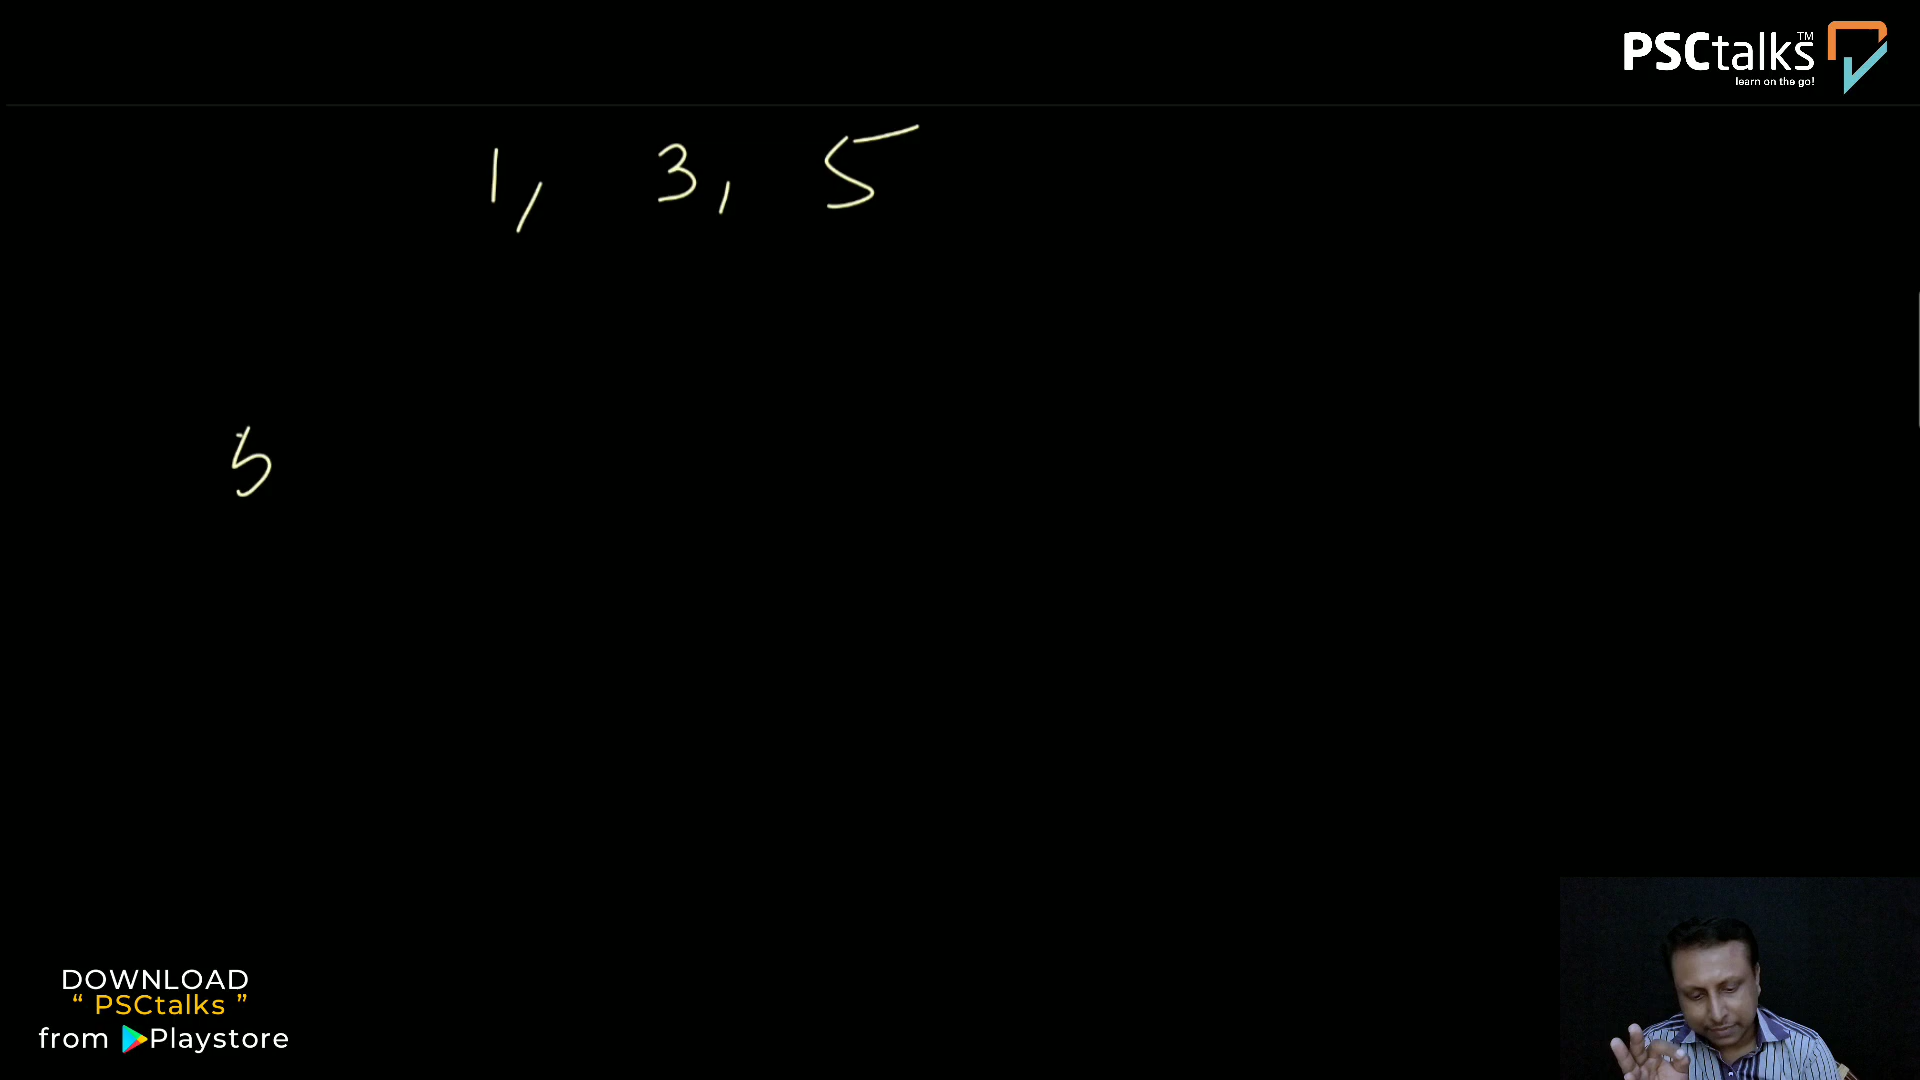 PSCtalks™
learn on the go!
1, 3, 5
5
DOWNLOAD
“ PSCtalks ”
from Playstore